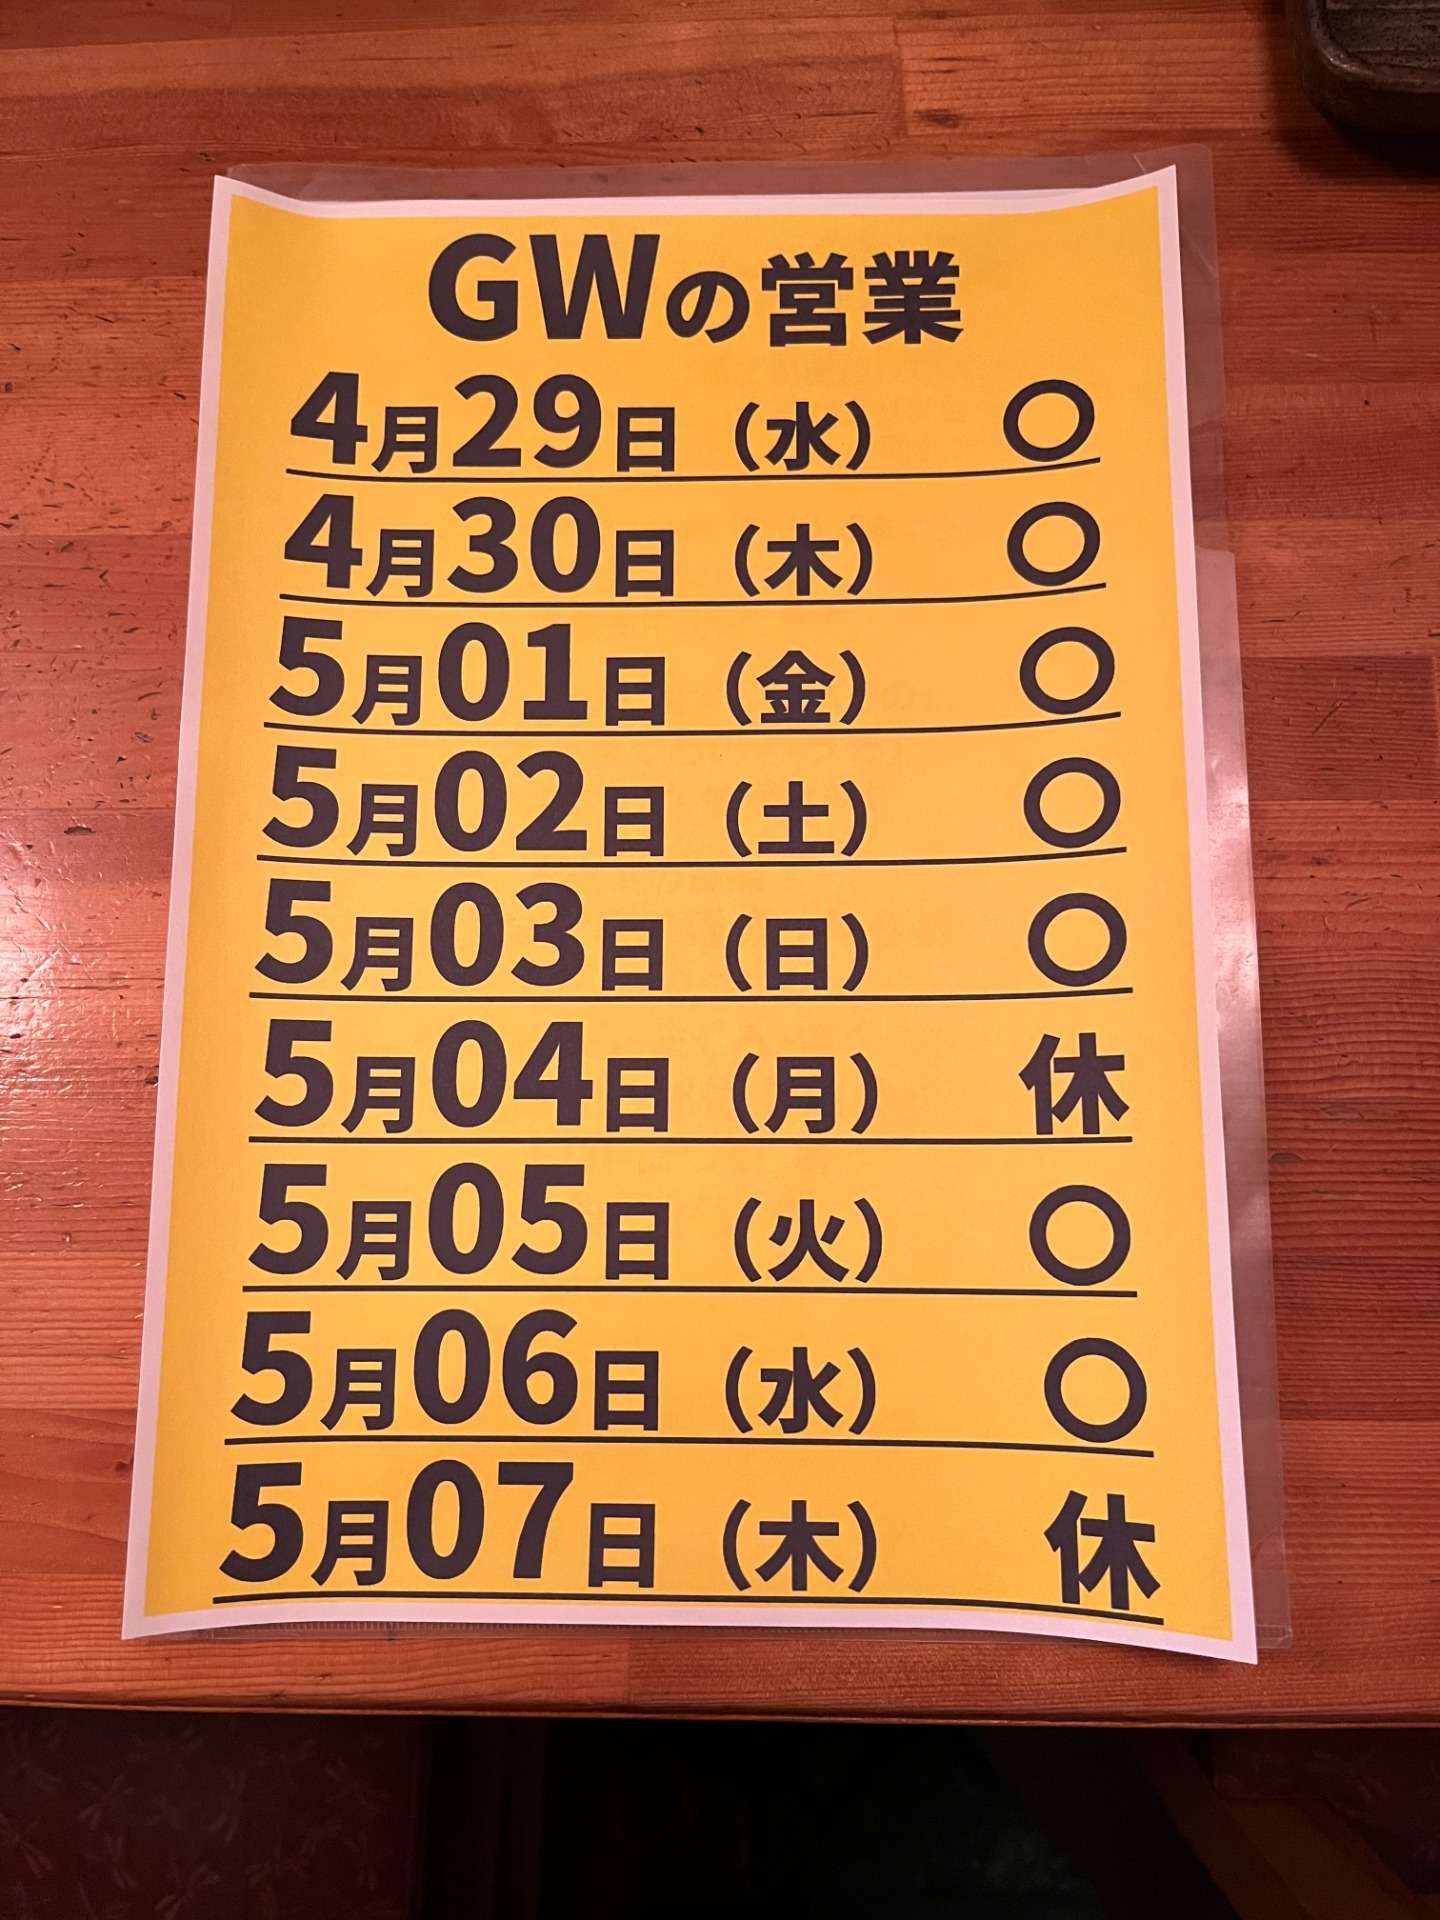 GWの営業
4月29日（水） 〇
4月30日（木） 〇
5月01日（金） 〇
5月02日（土） 〇
5月03日（日） 〇
5月04日（月） 休
5月05日（火） 〇
5月06日（水） 〇
5月07日（木） 休